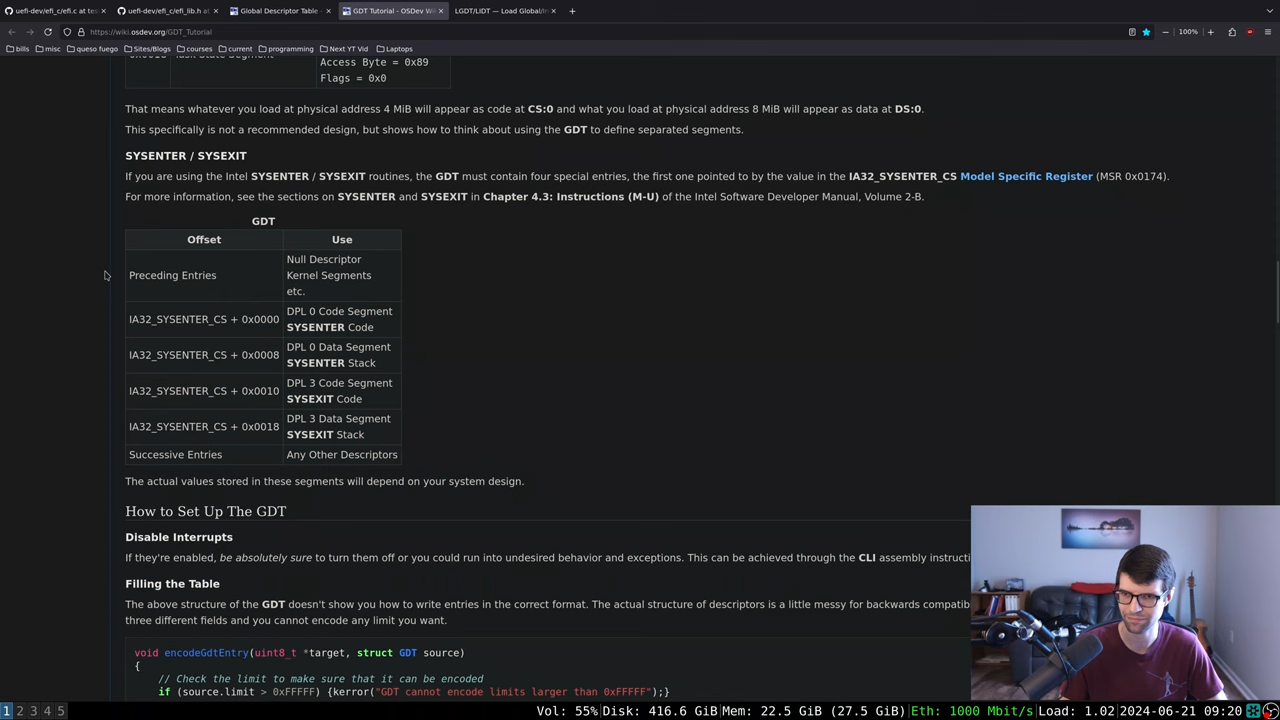 uefi-dev/efi_c/efi.c at tes
uefi-dev/efi_c/efi_lib.h at
Global Descriptor Table -
GDT Tutorial - OSDev W
LGDT/LIDT — Load Global/In
https://wiki.osdev.org/GDT_Tutorial
100%
bills
misc
queso fuego
Sites/Blogs
courses
current
programming
Next YT Vid
Laptops
Access Byte = 0x89
Flags = 0x0
That means whatever you load at physical address 4 MiB will appear as code at CS:0 and what you load at physical address 8 MiB will appear as data at DS:0.
This specifically is not a recommended design, but shows how to think about using the GDT to define separated segments.
SYSENTER / SYSEXIT
If you are using the Intel SYSENTER / SYSEXIT routines, the GDT must contain four special entries, the first one pointed to by the value in the IA32_SYSENTER_CS Model Specific Register (MSR 0x0174).
For more information, see the sections on SYSENTER and SYSEXIT in Chapter 4.3: Instructions (M-U) of the Intel Software Developer Manual, Volume 2-B.
GDT
Offset Use
Preceding Entries
Null Descriptor
Kernel Segments
etc.
IA32_SYSENTER_CS + 0x0000
DPL 0 Code Segment
SYSENTER Code
IA32_SYSENTER_CS + 0x0008
DPL 0 Data Segment
SYSENTER Stack
IA32_SYSENTER_CS + 0x0010
DPL 3 Code Segment
SYSEXIT Code
IA32_SYSENTER_CS + 0x0018
DPL 3 Data Segment
SYSEXIT Stack
Successive Entries Any Other Descriptors
The actual values stored in these segments will depend on your system design.
How to Set Up The GDT
Disable Interrupts
If they're enabled, be absolutely sure to turn them off or you could run into undesired behavior and exceptions. This can be achieved through the CLI assembly instructi
Filling the Table
The above structure of the GDT doesn't show you how to write entries in the correct format. The actual structure of descriptors is a little messy for backwards compatib
three different fields and you cannot encode any limit you want.
void encodeGdtEntry(uint8_t *target, struct GDT source)
{
// Check the limit to make sure that it can be encoded
if (source.limit > 0xFFFFF) {kerror("GDT cannot encode limits larger than 0xFFFFF");}
1 2 3 4 5
Vol: 55% Disk: 416.6 GiB Mem: 22.5 GiB (27.5 GiB) Eth: 1000 Mbit/s Load: 1.02 2024-06-21 09:20